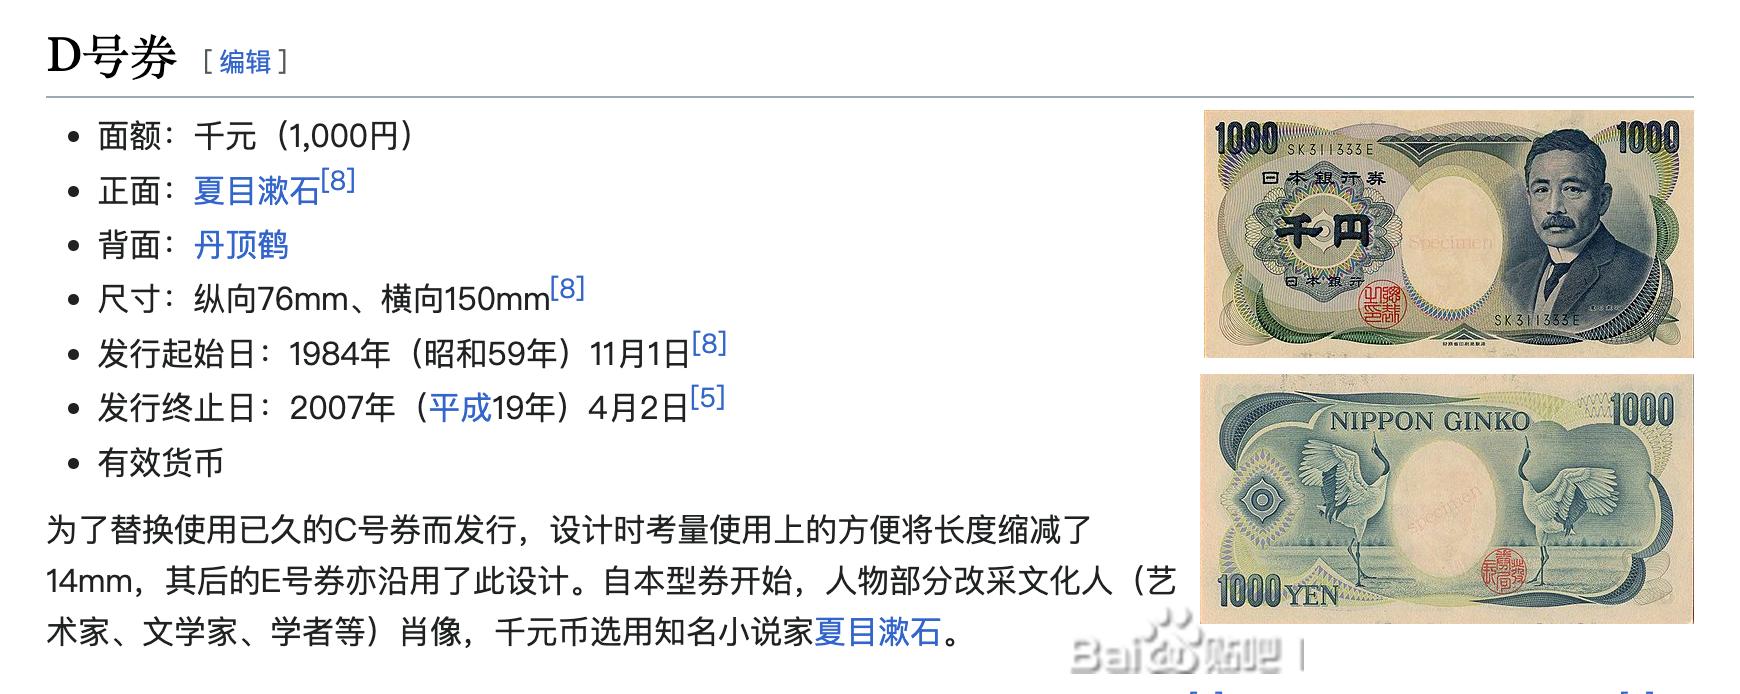 D号券 [编辑]
面额：千元（1,000円）
正面：夏目漱石[8]
背面：丹顶鹤
尺寸：纵向76mm、横向150mm[8]
发行起始日：1984年（昭和59年）11月1日[8]
发行终止日：2007年（平成19年）4月2日[5]
有效货币
为了替换使用已久的C号券而发行，设计时考量使用上的方便将长度缩减了
14mm，其后的E号券亦沿用了此设计。自本型券开始，人物部分改采文化人（艺
术家、文学家、学者等）肖像，千元币选用知名小说家夏目漱石。
1000
SK311333E
1000
日本銀行券
千円
Specimen
日本銀行
SK311333E
NIPPON GINKO
1000
specimen
1000 YEN
Bai贴吧